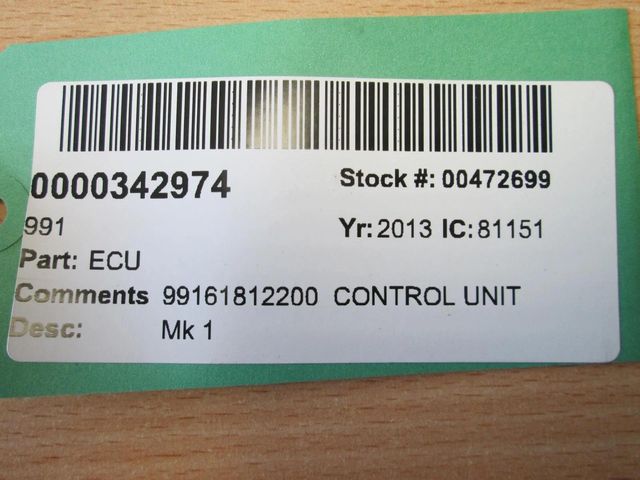 0000342974 Stock #: 00472699
991 Yr: 2013 IC: 81151
Part: ECU
Comments 99161812200 CONTROL UNIT
Desc: Mk 1